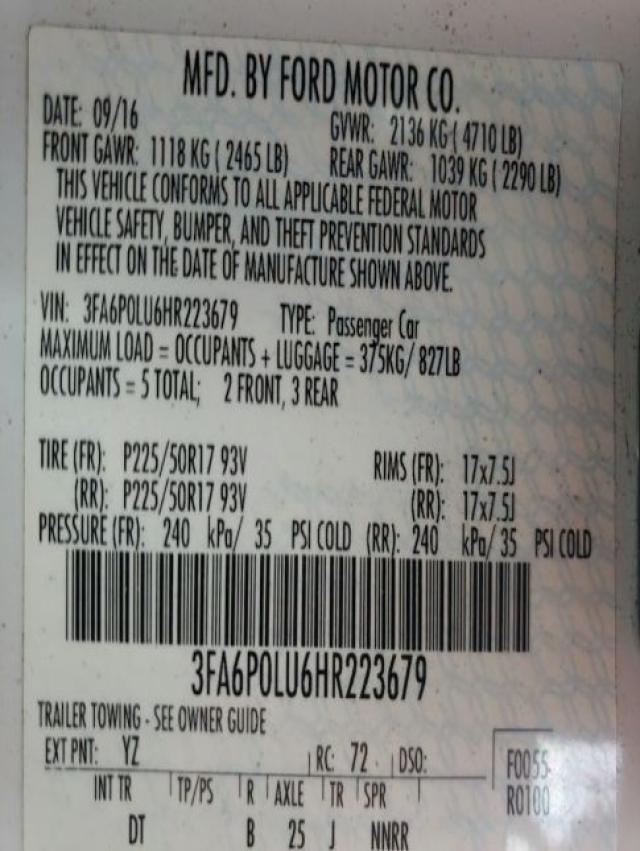 MFD. BY FORD MOTOR CO.
DATE: 09/16 GVWR: 2136 KG ( 4710 LB)
FRONT GAWR: 1118 KG ( 2465 LB) REAR GAWR: 1039 KG ( 2290 LB)
THIS VEHICLE CONFORMS TO ALL APPLICABLE FEDERAL MOTOR
VEHICLE SAFETY, BUMPER, AND THEFT PREVENTION STANDARDS
IN EFFECT ON THE DATE OF MANUFACTURE SHOWN ABOVE.
VIN: 3FA6P0LU6HR223679 TYPE: Passenger Car
MAXIMUM LOAD = OCCUPANTS + LUGGAGE = 375KG/ 827LB
OCCUPANTS = 5 TOTAL; 2 FRONT, 3 REAR
TIRE (FR): P225/50R17 93V RIMS (FR): 17x7.5J
(RR): P225/50R17 93V (RR): 17x7.5J
PRESSURE (FR): 240 kPa/ 35 PSI COLD (RR): 240 kPa/ 35 PSI COLD
3FA6P0LU6HR223679
TRAILER TOWING - SEE OWNER GUIDE
EXT PNT: YZ RC: 72 DSO: F0055
INT TR TP/PS R AXLE TR SPR R0100
DT B 25 J NNRR